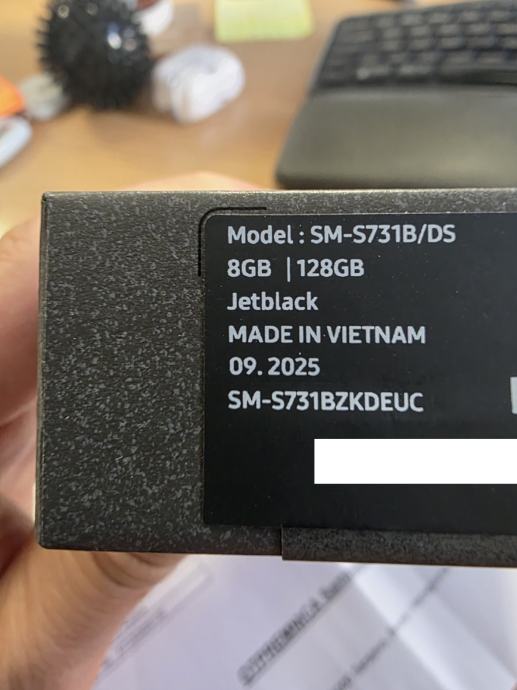 Model : SM-S731B/DS
8GB | 128GB
Jetblack
MADE IN VIETNAM
09. 2025
SM-S731BZKDEUC